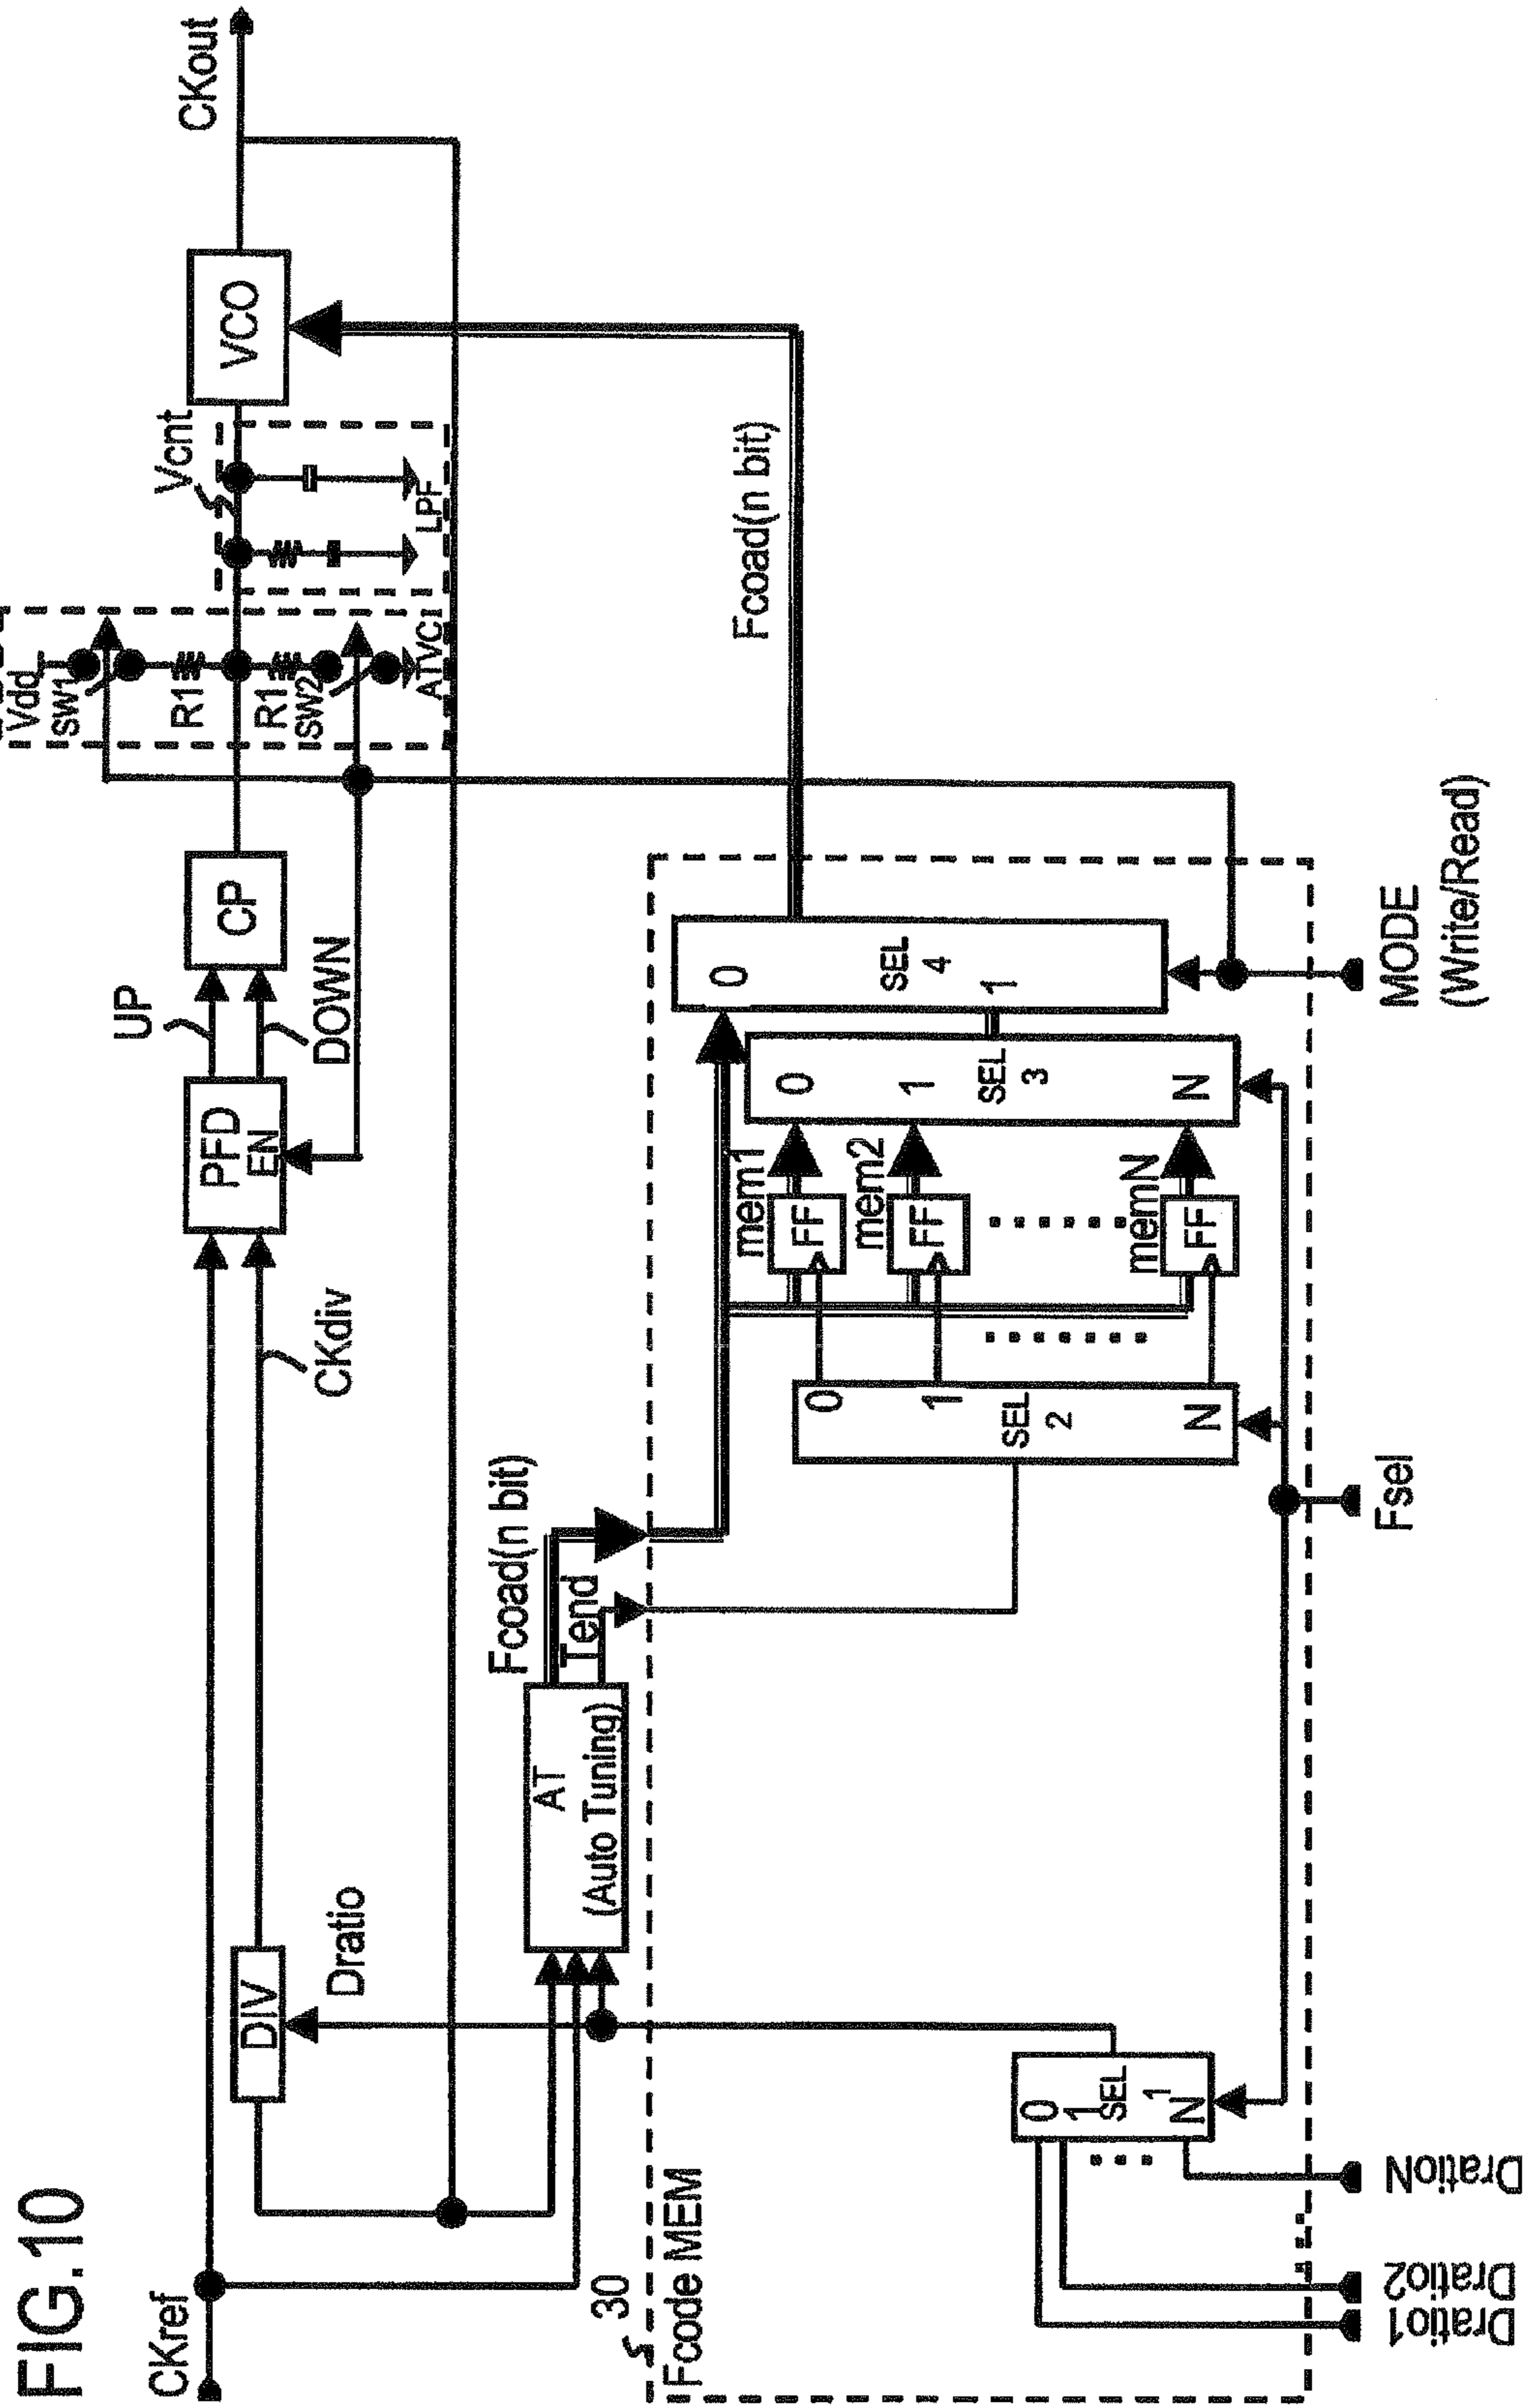 FIG.10
CKref
DIV
Dratio
CKdiv
PFD
EN
UP
DOWN
CP
Vdd
SW1
R1
R1
SW2
ATVC1
Vcnt
LPF
VCO
CKout
AT
(Auto Tuning)
Fcoad(n bit)
Tend
Fcoad(n bit)
30
Fcode MEM
0
1
SEL
1
N
0
1
SEL
2
N
mem1
FF
mem2
FF
memN
FF
0
1
SEL
3
N
0
SEL
4
1
Dratio1
Dratio2
DratioN
Fsel
MODE
(Write/Read)